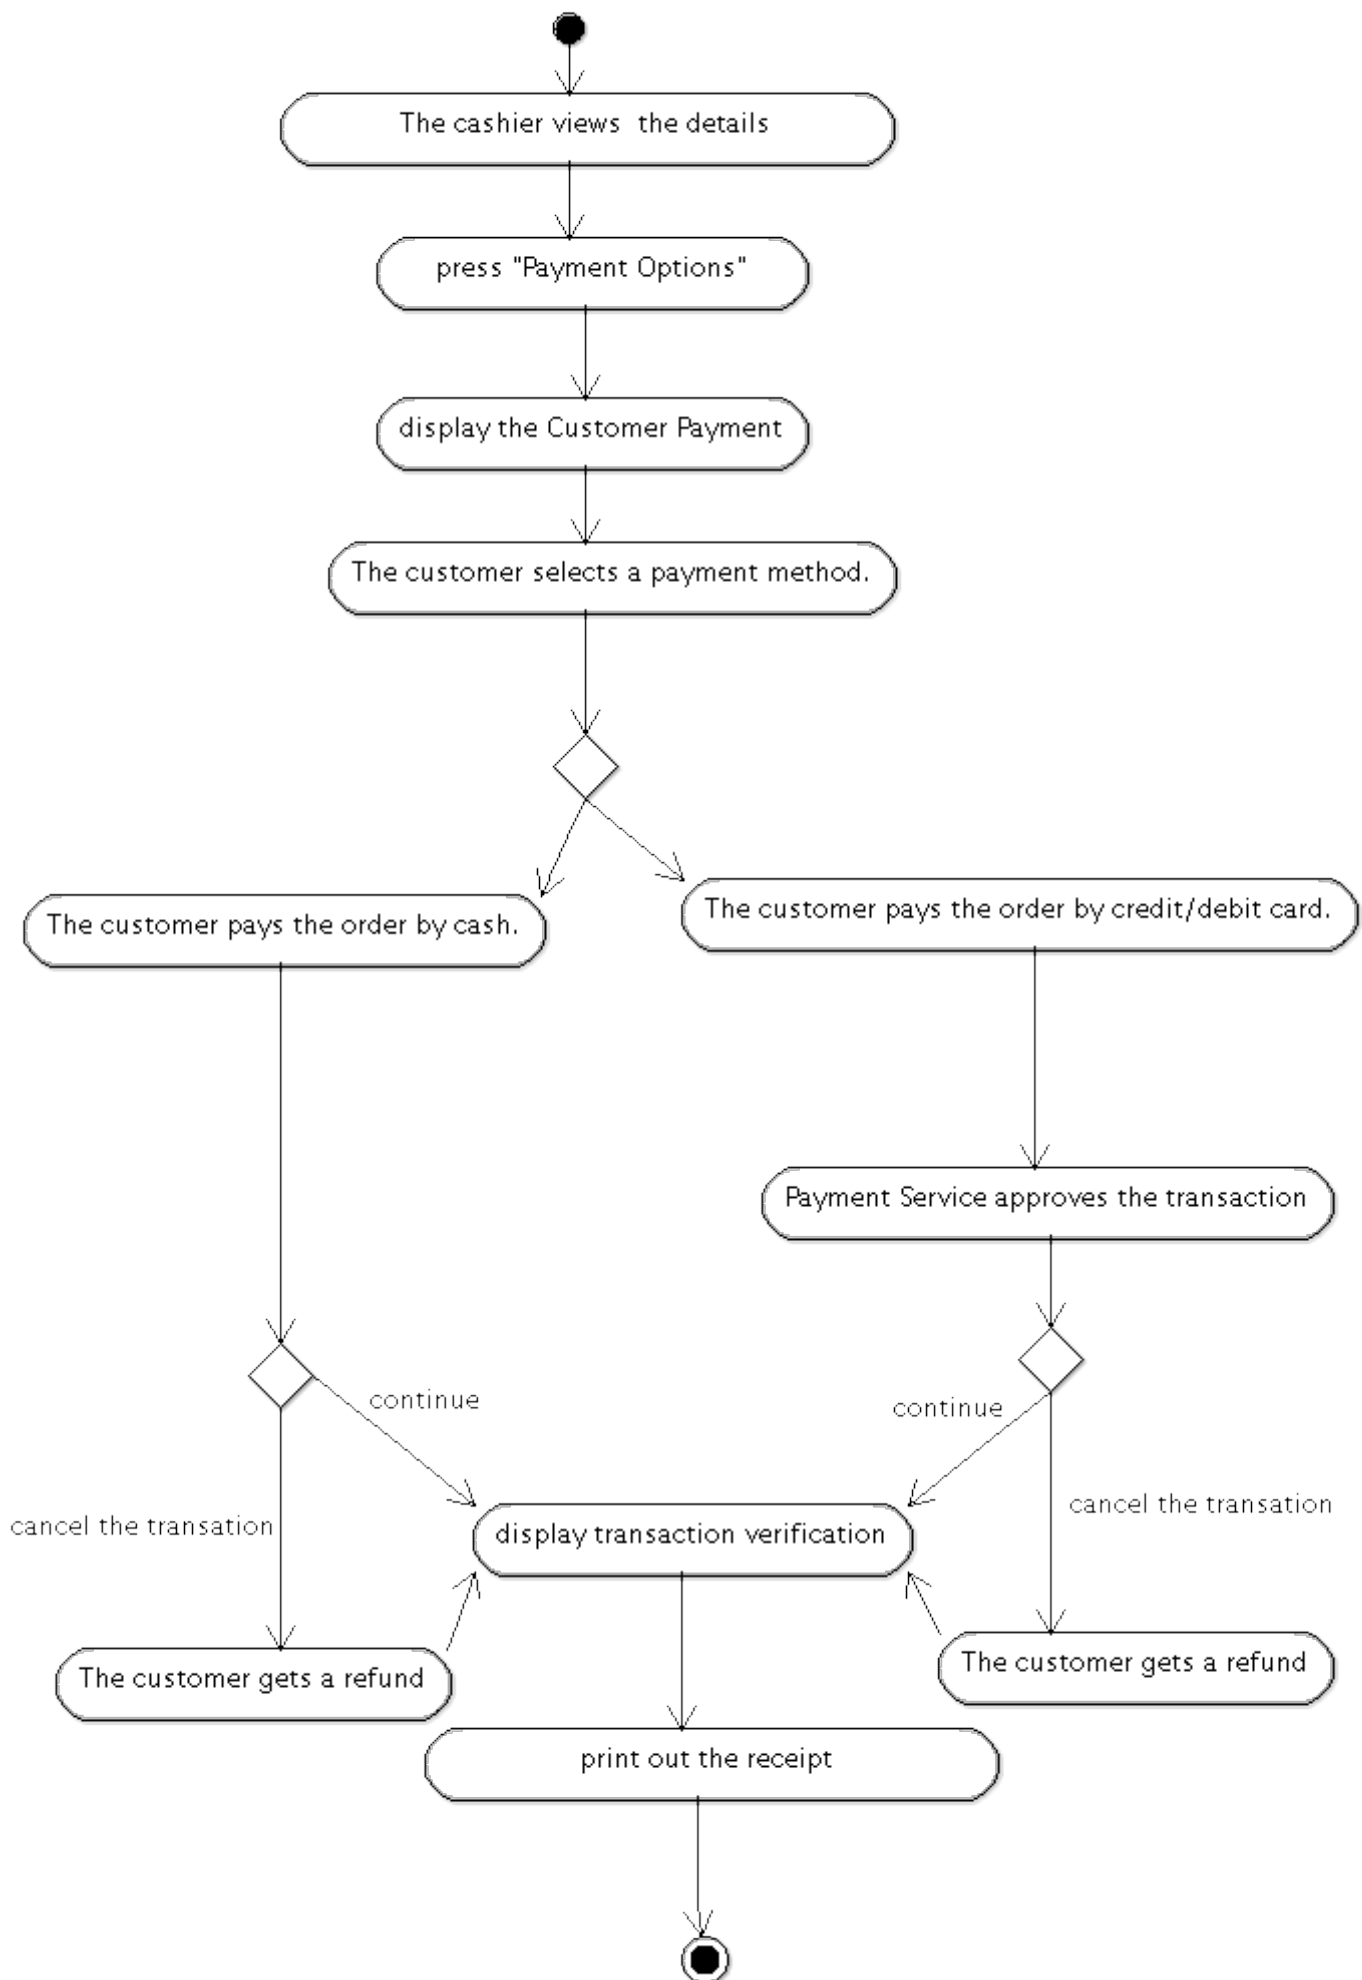 The cashier views  the details
press "Payment Options"
display the Customer Payment
The customer selects a payment method.
The customer pays the order by cash.
The customer pays the order by credit/debit card.
Payment Service approves the transaction
continue
continue
cancel the transation
cancel the transation
display transaction verification
The customer gets a refund
The customer gets a refund
print out the receipt